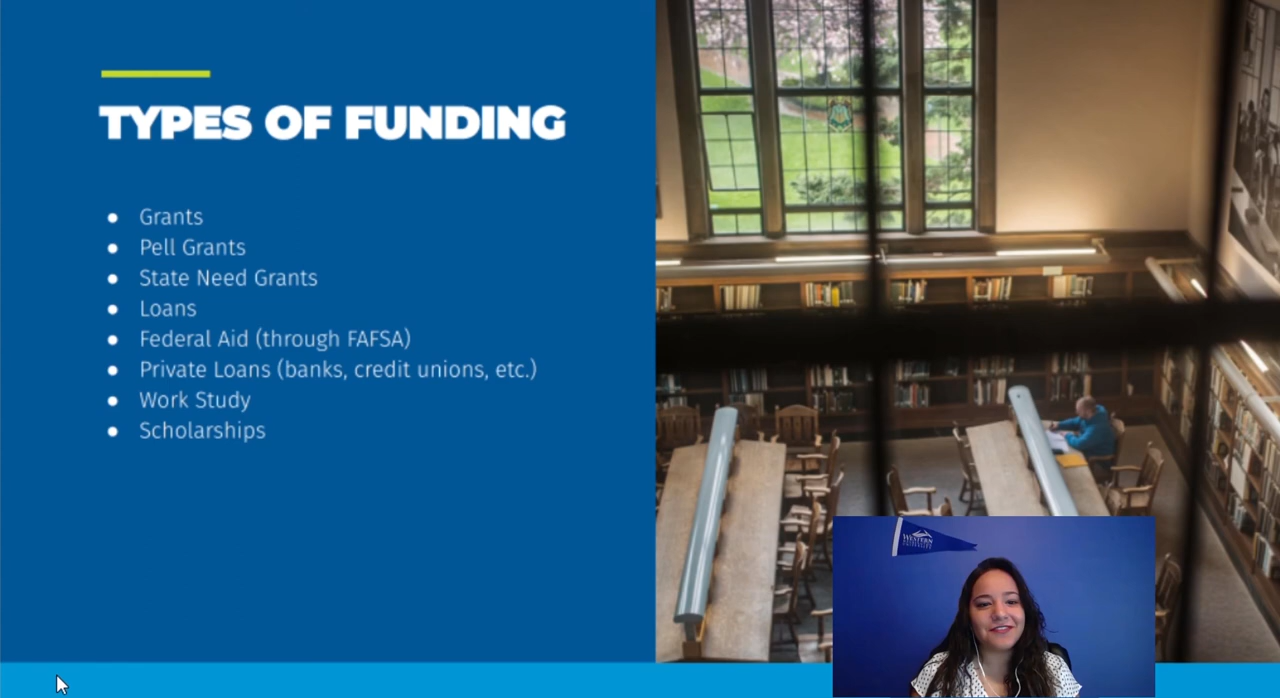 TYPES OF FUNDING
● Grants
● Pell Grants
● State Need Grants
● Loans
● Federal Aid (through FAFSA)
● Private Loans (banks, credit unions, etc.)
● Work Study
● Scholarships
WESTERN